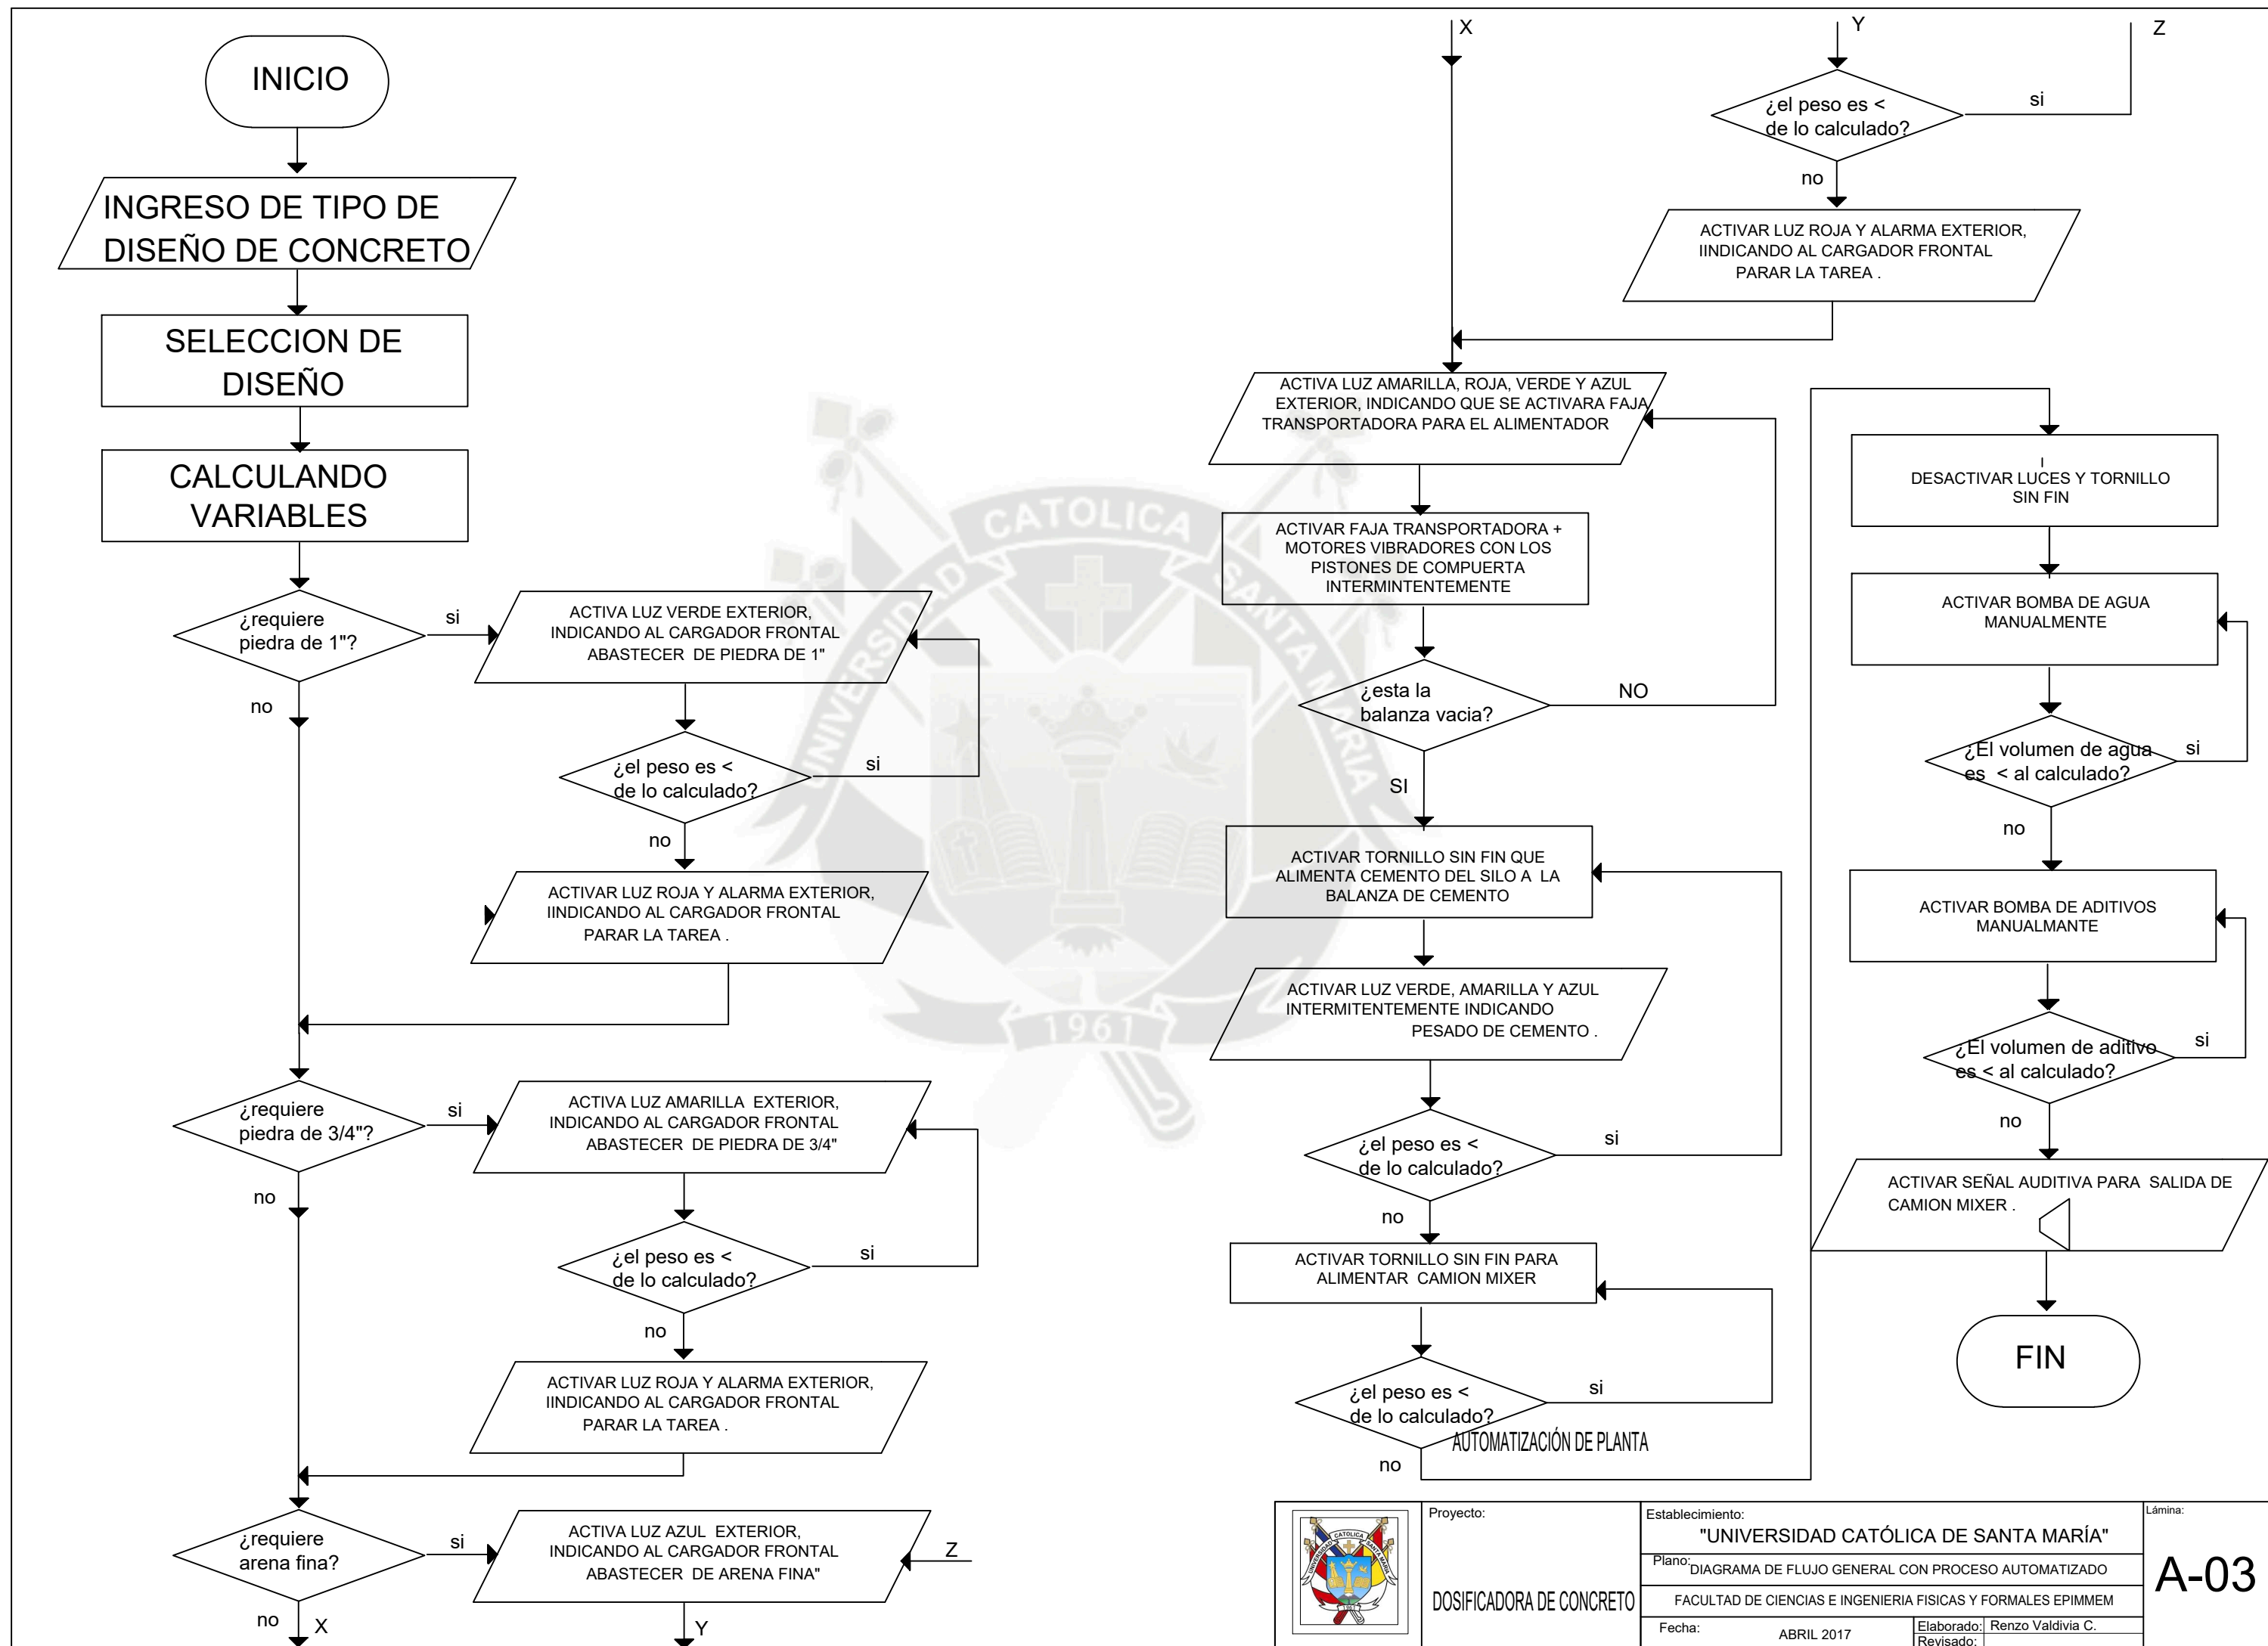 INICIO
INGRESO DE TIPO DE
DISEÑO DE CONCRETO
SELECCION DE
DISEÑO
CALCULANDO
VARIABLES
¿requiere
piedra de 1"?
si
no
ACTIVA LUZ VERDE EXTERIOR,
INDICANDO AL CARGADOR FRONTAL
ABASTECER DE PIEDRA DE 1"
¿el peso es <
de lo calculado?
si
no
ACTIVAR LUZ ROJA Y ALARMA EXTERIOR,
IINDICANDO AL CARGADOR FRONTAL
PARAR LA TAREA .
¿requiere
piedra de 3/4"?
si
no
ACTIVA LUZ AMARILLA EXTERIOR,
INDICANDO AL CARGADOR FRONTAL
ABASTECER DE PIEDRA DE 3/4"
¿el peso es <
de lo calculado?
si
no
ACTIVAR LUZ ROJA Y ALARMA EXTERIOR,
IINDICANDO AL CARGADOR FRONTAL
PARAR LA TAREA .
¿requiere
arena fina?
si
no
X
ACTIVA LUZ AZUL EXTERIOR,
INDICANDO AL CARGADOR FRONTAL
ABASTECER DE ARENA FINA"
Z
Y
X
Y
Z
¿el peso es <
de lo calculado?
si
no
ACTIVAR LUZ ROJA Y ALARMA EXTERIOR,
IINDICANDO AL CARGADOR FRONTAL
PARAR LA TAREA .
ACTIVA LUZ AMARILLA, ROJA, VERDE Y AZUL
EXTERIOR, INDICANDO QUE SE ACTIVARA FAJA
TRANSPORTADORA PARA EL ALIMENTADOR
ACTIVAR FAJA TRANSPORTADORA +
MOTORES VIBRADORES CON LOS
PISTONES DE COMPUERTA
INTERMINTENTEMENTE
¿esta la
balanza vacia?
NO
SI
ACTIVAR TORNILLO SIN FIN QUE
ALIMENTA CEMENTO DEL SILO A LA
BALANZA DE CEMENTO
ACTIVAR LUZ VERDE, AMARILLA Y AZUL
INTERMITENTEMENTE INDICANDO
PESADO DE CEMENTO .
¿el peso es <
de lo calculado?
si
no
ACTIVAR TORNILLO SIN FIN PARA
ALIMENTAR CAMION MIXER
¿el peso es <
de lo calculado?
si
no
AUTOMATIZACIÓN DE PLANTA
I
DESACTIVAR LUCES Y TORNILLO
SIN FIN
ACTIVAR BOMBA DE AGUA
MANUALMENTE
¿El volumen de agua
es < al calculado?
si
no
ACTIVAR BOMBA DE ADITIVOS
MANUALMANTE
¿El volumen de aditivo
es < al calculado?
si
no
ACTIVAR SEÑAL AUDITIVA PARA SALIDA DE
CAMION MIXER .
FIN
UNIVERSIDAD CATOLICA SANTA MARIA
1961
UNIVERSIDAD CATOLICA SANTA MARIA
Proyecto:
DOSIFICADORA DE CONCRETO
Establecimiento:
"UNIVERSIDAD CATÓLICA DE SANTA MARÍA"
Plano: DIAGRAMA DE FLUJO GENERAL CON PROCESO AUTOMATIZADO
FACULTAD DE CIENCIAS E INGENIERIA FISICAS Y FORMALES EPIMMEM
Fecha: ABRIL 2017
Elaborado: Renzo Valdivia C.
Revisado:
Lámina:
A-03